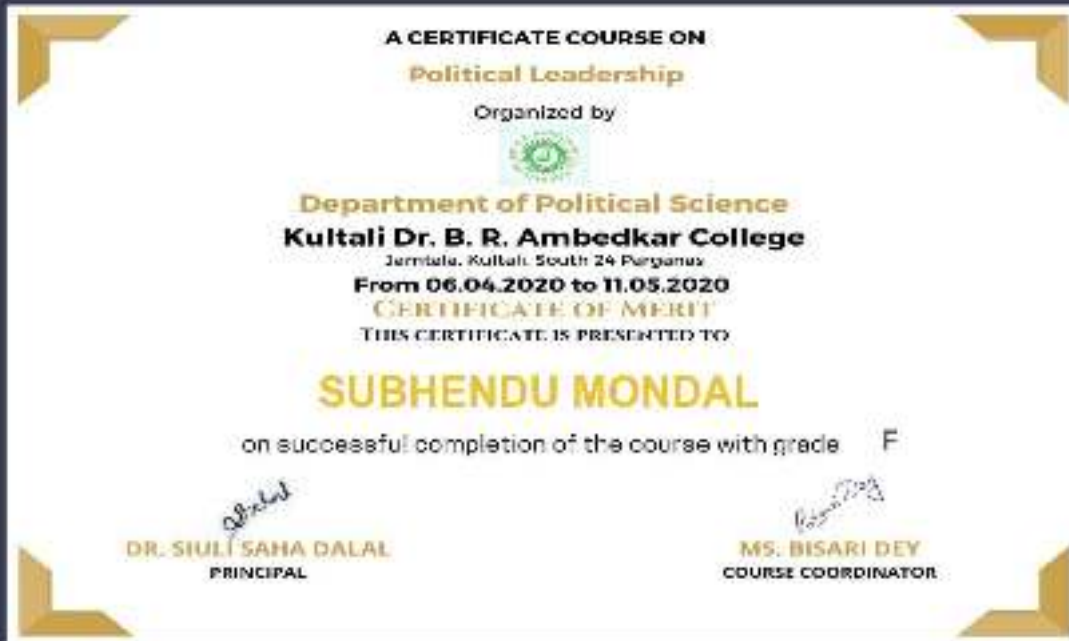 A CERTIFICATE COURSE ON
Political Leadership
Organized by
Department of Political Science
Kultali Dr. B. R. Ambedkar College
Jamtala, Kultali, South 24 Parganas
From 06.04.2020 to 11.05.2020
CERTIFICATE OF MERIT
THIS CERTIFICATE IS PRESENTED TO
SUBHENDU MONDAL
on successful completion of the course with grade F
DR. SIULI SAHA DALAL
PRINCIPAL
MS. BISARI DEY
COURSE COORDINATOR